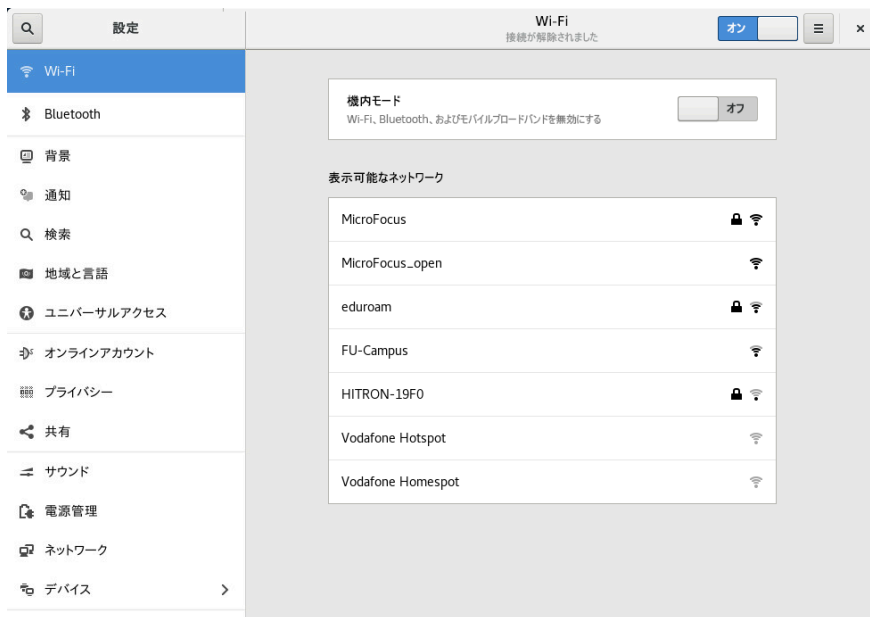 設定
Wi-Fi
接続が解除されました
オン
Wi-Fi
Bluetooth
背景
通知
検索
地域と言語
ユニバーサルアクセス
オンラインアカウント
プライバシー
共有
サウンド
電源管理
ネットワーク
デバイス
機内モード
Wi-Fi、Bluetooth、およびモバイルブロードバンドを無効にする
オフ
表示可能なネットワーク
MicroFocus
MicroFocus_open
eduroam
FU-Campus
HITRON-19F0
Vodafone Hotspot
Vodafone Homespot